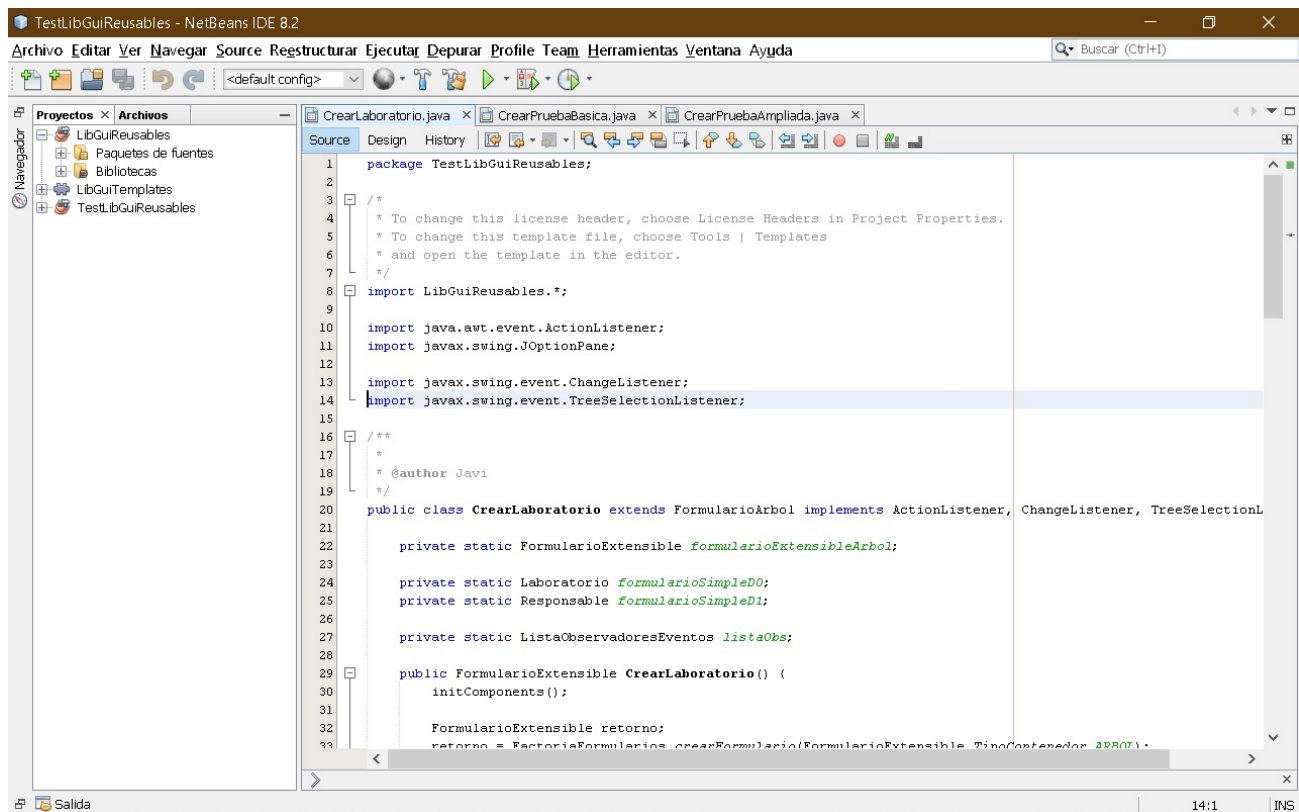 TestLibGuiReusables - NetBeans IDE 8.2
Archivo Editar Ver Navegar Source Reestructurar Ejecutar Depurar Profile Team Herramientas Ventana Ayuda
Buscar (Ctrl+I)
<default config>
Proyectos Archivos
Navegador
LibGuiReusables
Paquetes de fuentes
Bibliotecas
LibGuiTemplates
TestLibGuiReusables
CrearLaboratorio.java CrearPruebaBasica.java CrearPruebaAmpliada.java
Source Design History
1 package TestLibGuiReusables;
2
3 /*
4 * To change this license header, choose License Headers in Project Properties.
5 * To change this template file, choose Tools | Templates
6 * and open the template in the editor.
7 */
8 import LibGuiReusables.*;
9
10 import java.awt.event.ActionListener;
11 import javax.swing.JOptionPane;
12
13 import javax.swing.event.ChangeListener;
14 import javax.swing.event.TreeSelectionListener;
15
16 /**
17 *
18 * @author Javi
19 */
20 public class CrearLaboratorio extends FormularioArbol implements ActionListener, ChangeListener, TreeSelectionL
21
22 private static FormularioExtensible formularioExtensibleArbol;
23
24 private static Laboratorio formularioSimpleD0;
25 private static Responsable formularioSimpleD1;
26
27 private static ListaObservadoresEventos listaObs;
28
29 public FormularioExtensible CrearLaboratorio() {
30 initComponents();
31
32 FormularioExtensible retorno;
33 retorno = FactoriaFormularios.crearFormulario(FormularioExtensible.TipoContenedor.ARBOL);
Salida
14:1 INS